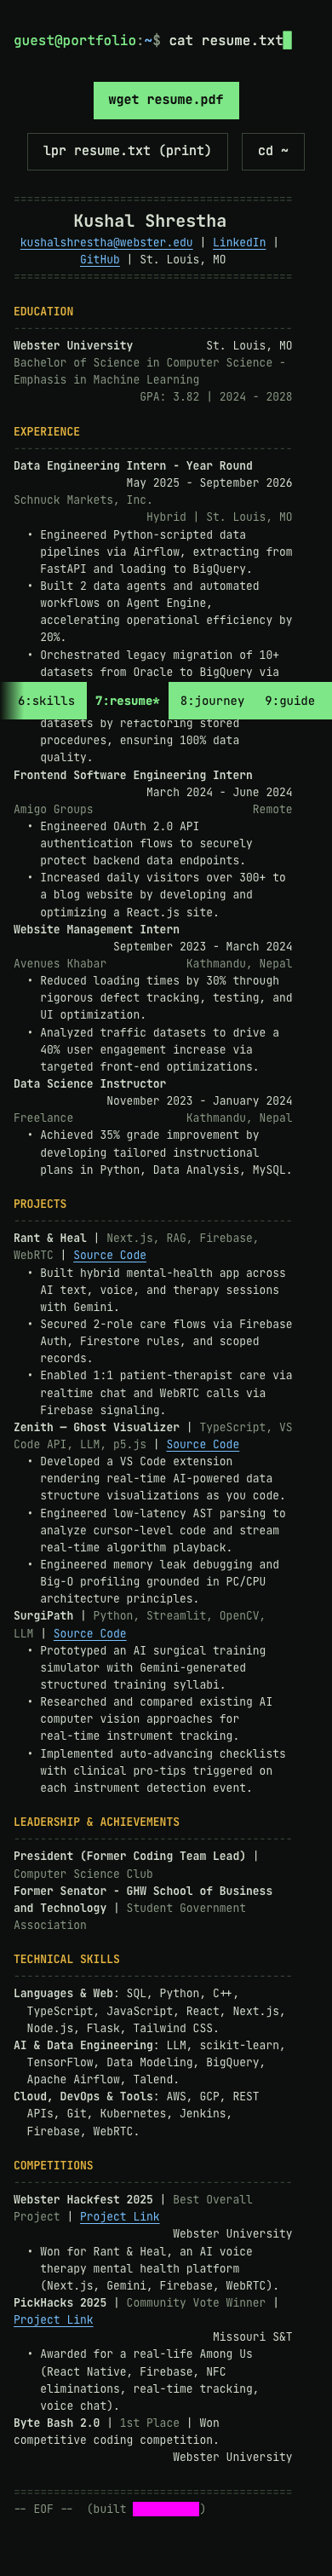 guest@portfolio:~$ cat resume.txt
wget resume.pdf
lpr resume.txt (print)
cd ~
==========================================
Kushal Shrestha
kushalshrestha@webster.edu | LinkedIn |
GitHub | St. Louis, MO
==========================================
EDUCATION
------------------------------------------
Webster University St. Louis, MO
Bachelor of Science in Computer Science -
Emphasis in Machine Learning
GPA: 3.82 | 2024 - 2028
EXPERIENCE
------------------------------------------
Data Engineering Intern - Year Round
May 2025 - September 2026
Schnuck Markets, Inc.
Hybrid | St. Louis, MO
• Engineered Python-scripted data
pipelines via Airflow, extracting from
FastAPI and loading to BigQuery.
• Built 2 data agents and automated
workflows on Agent Engine,
accelerating operational efficiency by
20%.
• Orchestrated legacy migration of 10+
datasets from Oracle to BigQuery via
6:skills 7:resume* 8:journey 9:guide
datasets by refactoring stored
procedures, ensuring 100% data
quality.
Frontend Software Engineering Intern
March 2024 - June 2024
Amigo Groups Remote
• Engineered OAuth 2.0 API
authentication flows to securely
protect backend data endpoints.
• Increased daily visitors over 300+ to
a blog website by developing and
optimizing a React.js site.
Website Management Intern
September 2023 - March 2024
Avenues Khabar Kathmandu, Nepal
• Reduced loading times by 30% through
rigorous defect tracking, testing, and
UI optimization.
• Analyzed traffic datasets to drive a
40% user engagement increase via
targeted front-end optimizations.
Data Science Instructor
November 2023 - January 2024
Freelance Kathmandu, Nepal
• Achieved 35% grade improvement by
developing tailored instructional
plans in Python, Data Analysis, MySQL.
PROJECTS
------------------------------------------
Rant & Heal | Next.js, RAG, Firebase,
WebRTC | Source Code
• Built hybrid mental-health app across
AI text, voice, and therapy sessions
with Gemini.
• Secured 2-role care flows via Firebase
Auth, Firestore rules, and scoped
records.
• Enabled 1:1 patient-therapist care via
realtime chat and WebRTC calls via
Firebase signaling.
Zenith — Ghost Visualizer | TypeScript, VS
Code API, LLM, p5.js | Source Code
• Developed a VS Code extension
rendering real-time AI-powered data
structure visualizations as you code.
• Engineered low-latency AST parsing to
analyze cursor-level code and stream
real-time algorithm playback.
• Engineered memory leak debugging and
Big-O profiling grounded in PC/CPU
architecture principles.
SurgiPath | Python, Streamlit, OpenCV,
LLM | Source Code
• Prototyped an AI surgical training
simulator with Gemini-generated
structured training syllabi.
• Researched and compared existing AI
computer vision approaches for
real-time instrument tracking.
• Implemented auto-advancing checklists
with clinical pro-tips triggered on
each instrument detection event.
LEADERSHIP & ACHIEVEMENTS
------------------------------------------
President (Former Coding Team Lead) |
Computer Science Club
Former Senator - GHW School of Business
and Technology | Student Government
Association
TECHNICAL SKILLS
------------------------------------------
Languages & Web: SQL, Python, C++,
TypeScript, JavaScript, React, Next.js,
Node.js, Flask, Tailwind CSS.
AI & Data Engineering: LLM, scikit-learn,
TensorFlow, Data Modeling, BigQuery,
Apache Airflow, Talend.
Cloud, DevOps & Tools: AWS, GCP, REST
APIs, Git, Kubernetes, Jenkins,
Firebase, WebRTC.
COMPETITIONS
------------------------------------------
Webster Hackfest 2025 | Best Overall
Project | Project Link
Webster University
• Won for Rant & Heal, an AI voice
therapy mental health platform
(Next.js, Gemini, Firebase, WebRTC).
PickHacks 2025 | Community Vote Winner |
Project Link
Missouri S&T
• Awarded for a real-life Among Us
(React Native, Firebase, NFC
eliminations, real-time tracking,
voice chat).
Byte Bash 2.0 | 1st Place | Won
competitive coding competition.
Webster University
==========================================
-- EOF -- (built )